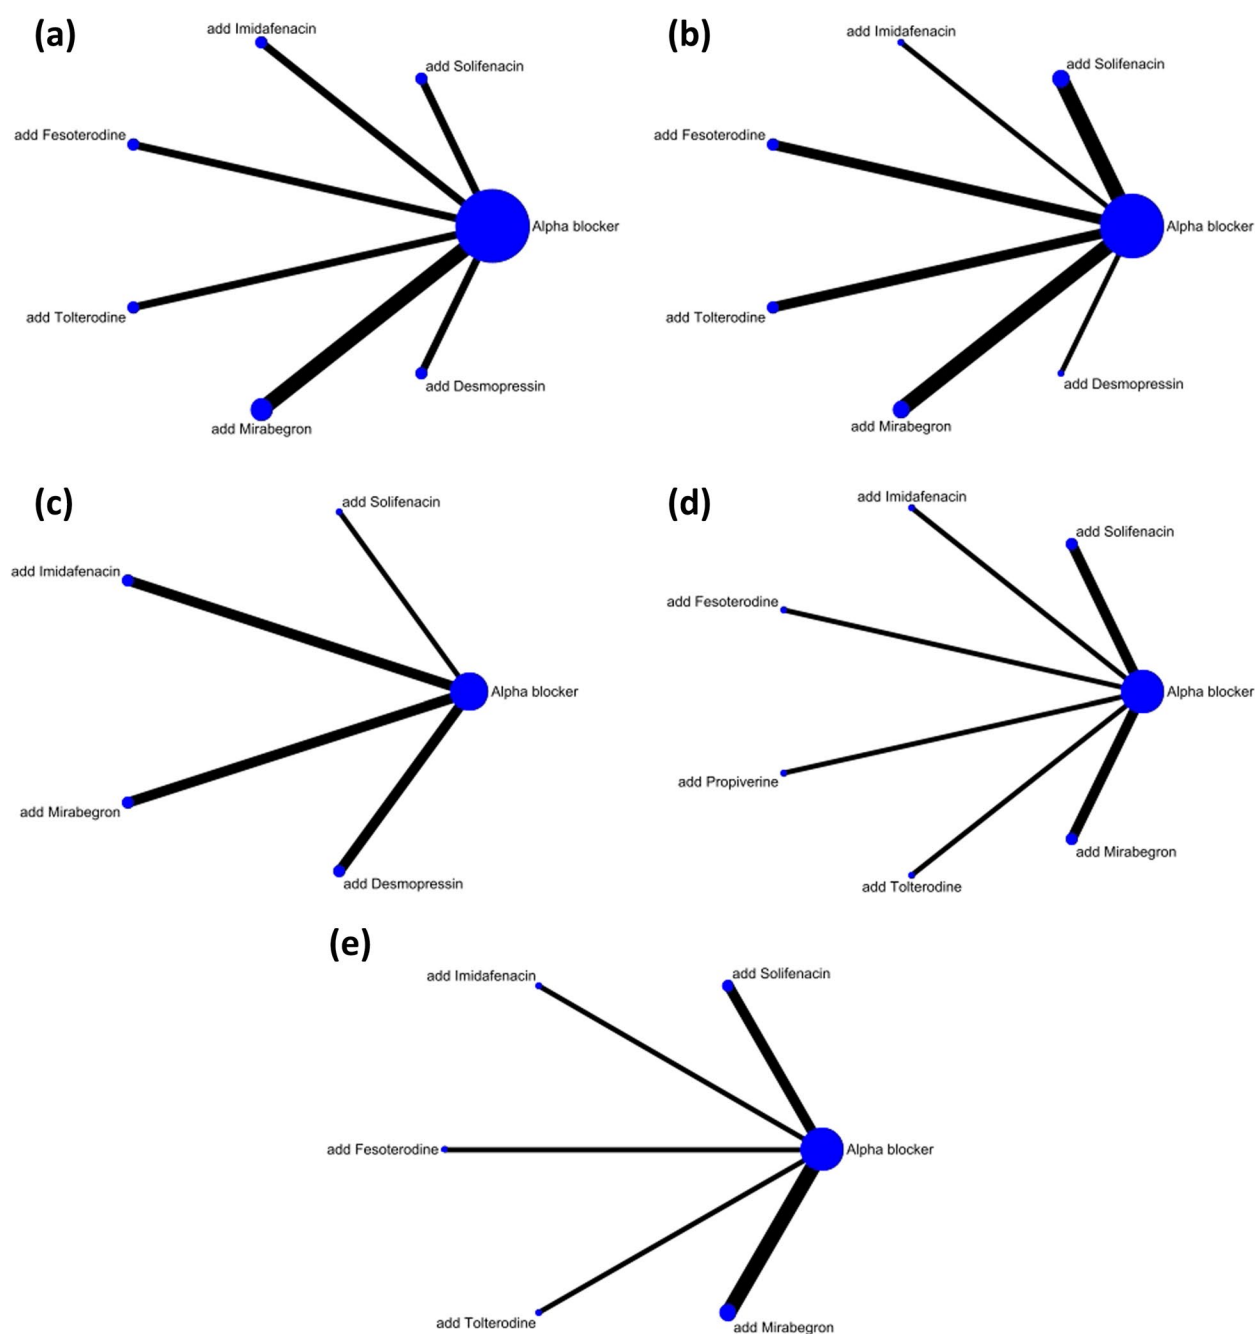 (a)
add Imidafenacin
add Solifenacin
add Fesoterodine
Alpha blocker
add Tolterodine
add Desmopressin
add Mirabegron
(b)
add Imidafenacin
add Solifenacin
add Fesoterodine
Alpha blocker
add Tolterodine
add Desmopressin
add Mirabegron
(c)
add Solifenacin
add Imidafenacin
Alpha blocker
add Mirabegron
add Desmopressin
(d)
add Imidafenacin
add Solifenacin
add Fesoterodine
Alpha blocker
add Propiverine
add Mirabegron
add Tolterodine
(e)
add Imidafenacin
add Solifenacin
add Fesoterodine
Alpha blocker
add Tolterodine
add Mirabegron